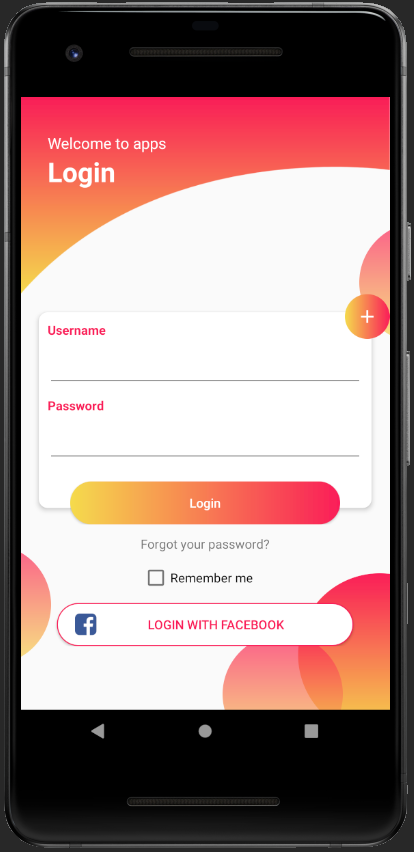 Welcome to apps
Login
Username
Password
Login
Forgot your password?
Remember me
LOGIN WITH FACEBOOK